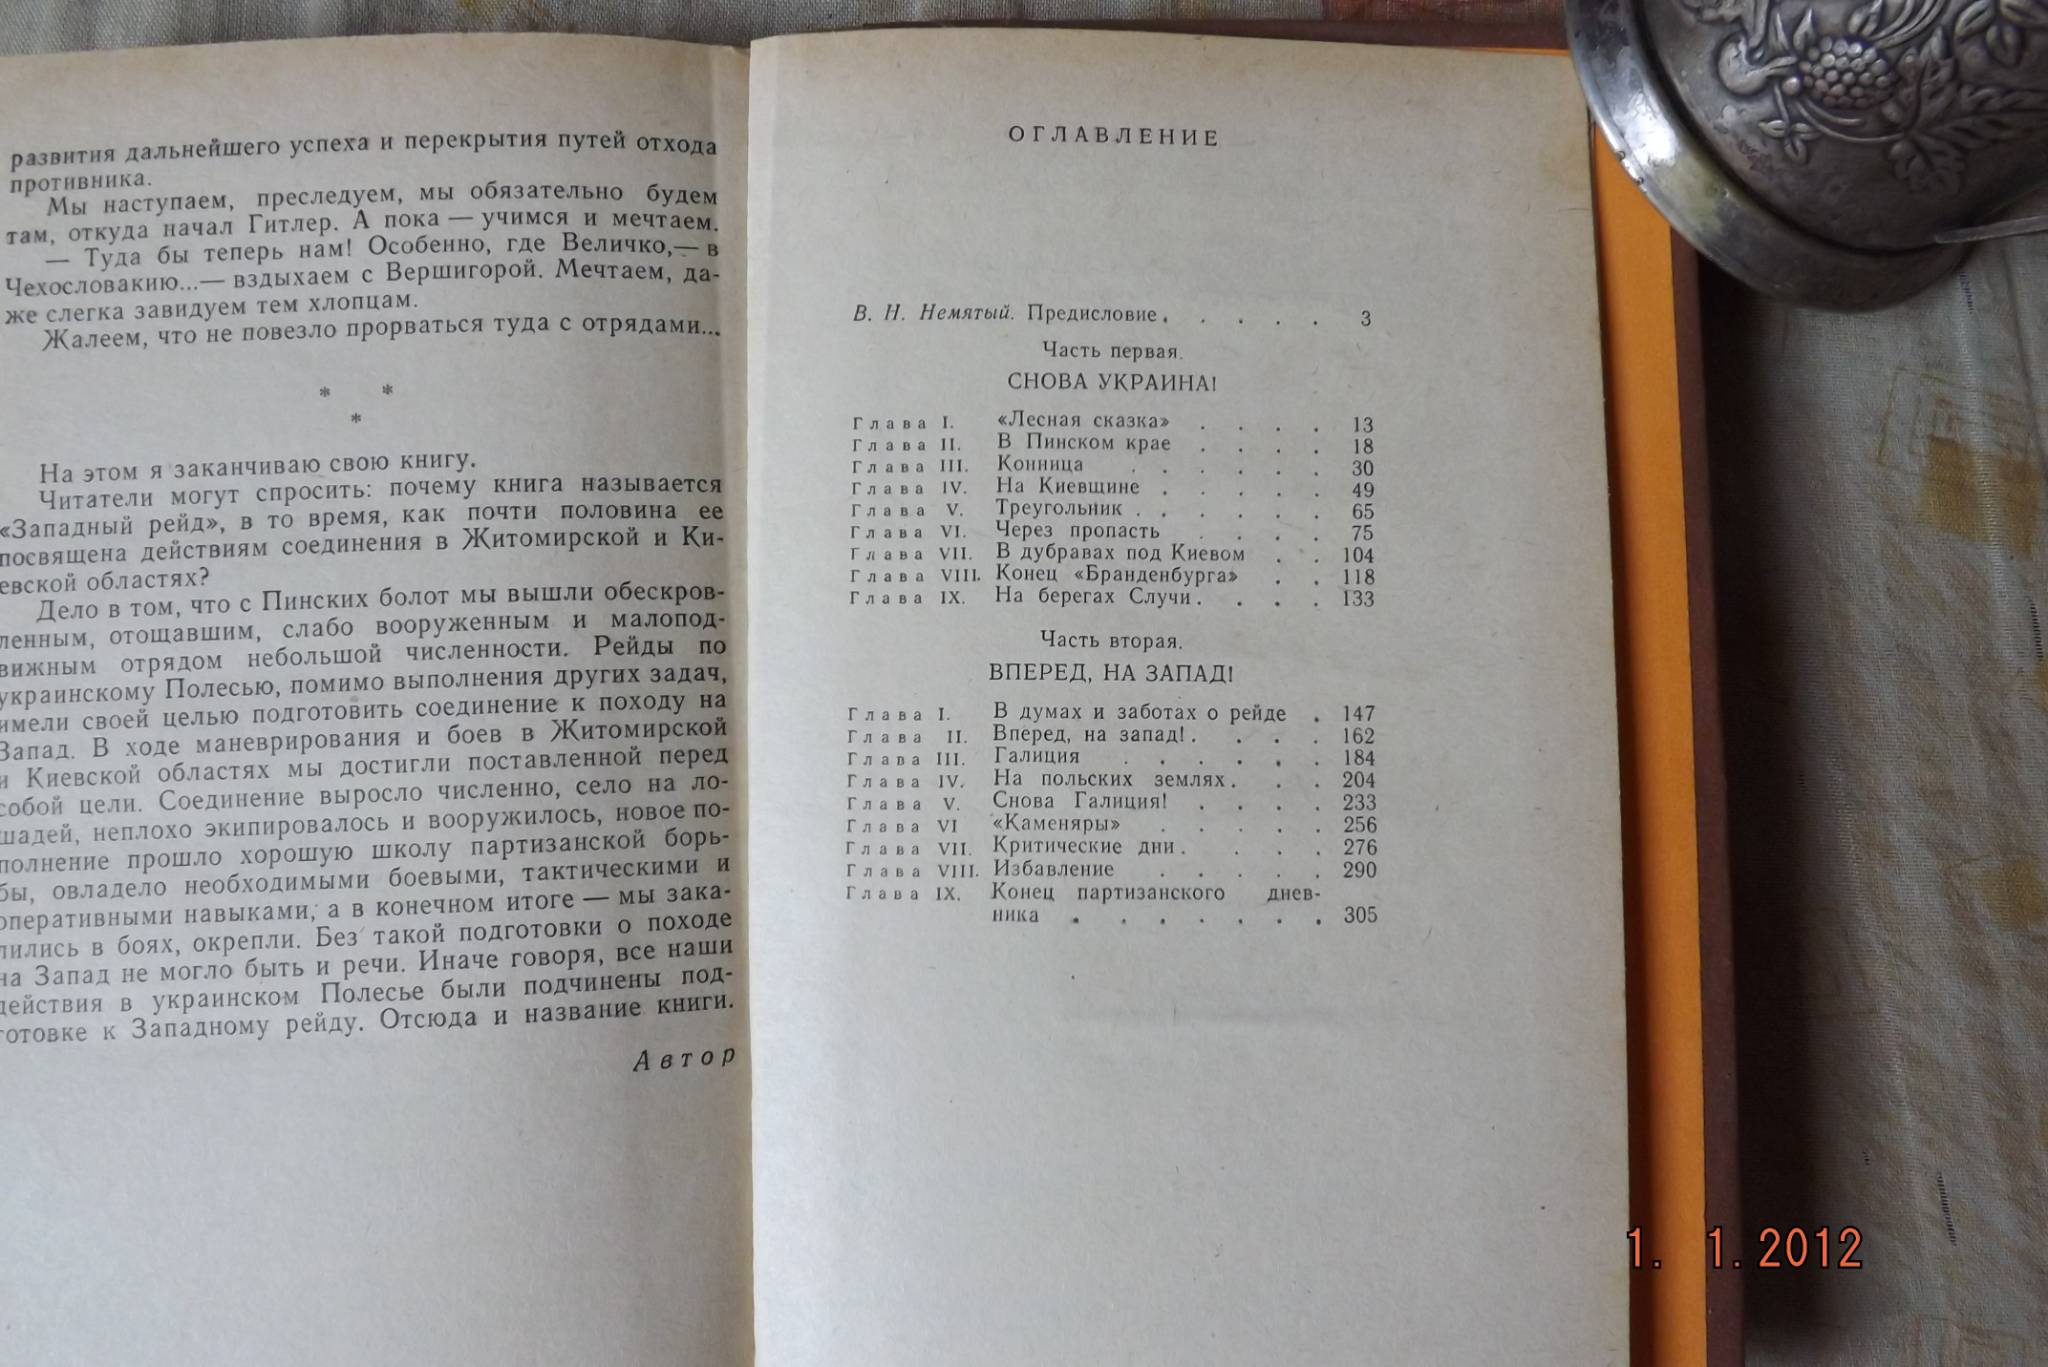 развития дальнейшего успеха и перекрытия путей отхода
противника.
Мы наступаем, преследуем, мы обязательно будем
там, откуда начал Гитлер. А пока — учимся и мечтаем.
— Туда бы теперь нам! Особенно, где Величко,— в
Чехословакию...— вздыхаем с Вершигорой. Мечтаем, да-
же слегка завидуем тем хлопцам.
Жалеем, что не повезло прорваться туда с отрядами...
* *
*
На этом я заканчиваю свою книгу.
Читатели могут спросить: почему книга называется
«Западный рейд», в то время, как почти половина ее
посвящена действиям соединения в Житомирской и Ки-
евской областях?
Дело в том, что с Пинских болот мы вышли обескров-
ленным, отощавшим, слабо вооруженным и малопод-
вижным отрядом небольшой численности. Рейды по
украинскому Полесью, помимо выполнения других задач,
имели своей целью подготовить соединение к походу на
Запад. В ходе маневрирования и боев в Житомирской
и Киевской областях мы достигли поставленной перед
собой цели. Соединение выросло численно, село на ло-
шадей, неплохо экипировалось и вооружилось, новое по-
полнение прошло хорошую школу партизанской борь-
бы, овладело необходимыми боевыми, тактическими и
оперативными навыками, а в конечном итоге — мы зака-
лились в боях, окрепли. Без такой подготовки о походе
на Запад не могло быть и речи. Иначе говоря, все наши
действия в украинском Полесье были подчинены под-
готовке к Западному рейду. Отсюда и название книги.
Автор
ОГЛАВЛЕНИЕ
В. Н. Немятый. Предисловие . . . . . 3
Часть первая.
СНОВА УКРАИНА!
Глава I. «Лесная сказка» . . . . 13
Глава II. В Пинском крае . . . . 18
Глава III. Конница . . . . . 30
Глава IV. На Киевщине . . . . . 49
Глава V. Треугольник . . . . . . 65
Глава VI. Через пропасть . . . . 75
Глава VII. В дубравах под Киевом . . 104
Глава VIII. Конец «Бранденбурга» . . 118
Глава IX. На берегах Случи . . . . 133
Часть вторая.
ВПЕРЕД, НА ЗАПАД!
Глава I. В думах и заботах о рейде . 147
Глава II. Вперед, на запад! . . . . 162
Глава III. Галиция . . . . . . 184
Глава IV. На польских землях . . . 204
Глава V. Снова Галиция! . . . . 233
Глава VI «Каменяры» . . . . . 256
Глава VII. Критические дни . . . . 276
Глава VIII. Избавление . . . . . 290
Глава IX. Конец партизанского днев-
ника . . . . . . . 305
1. 1. 2012